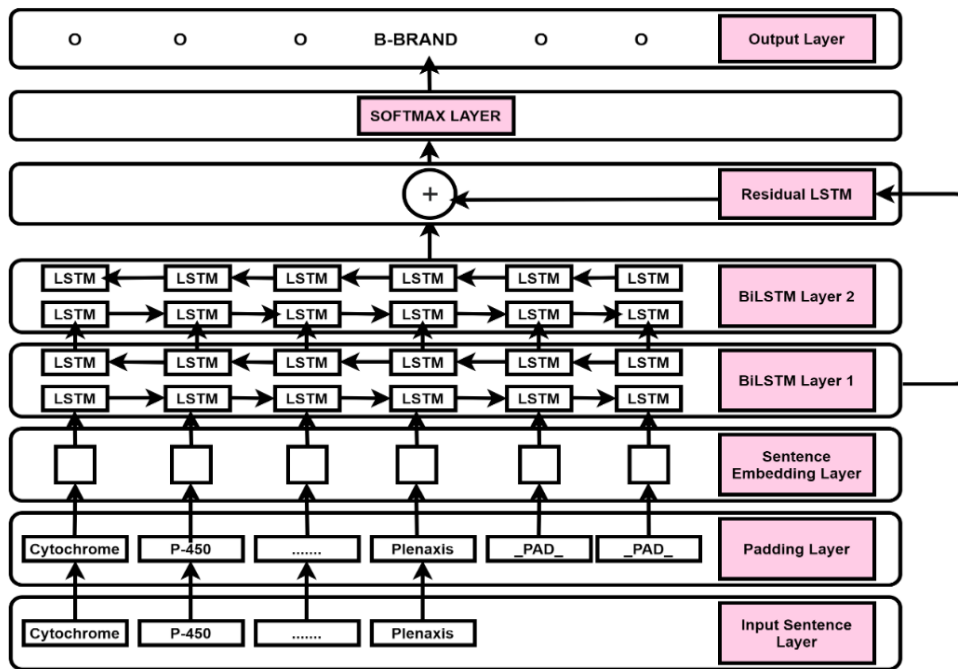 O O O B-BRAND O O Output Layer
SOFTMAX LAYER
+ Residual LSTM
LSTM LSTM LSTM LSTM LSTM LSTM
BiLSTM Layer 2
LSTM LSTM LSTM LSTM LSTM LSTM
LSTM LSTM LSTM LSTM LSTM LSTM
BiLSTM Layer 1
LSTM LSTM LSTM LSTM LSTM LSTM
Sentence
Embedding Layer
Cytochrome P-450 ....... Plenaxis _PAD_ _PAD_ Padding Layer
Cytochrome P-450 ....... Plenaxis Input Sentence
Layer